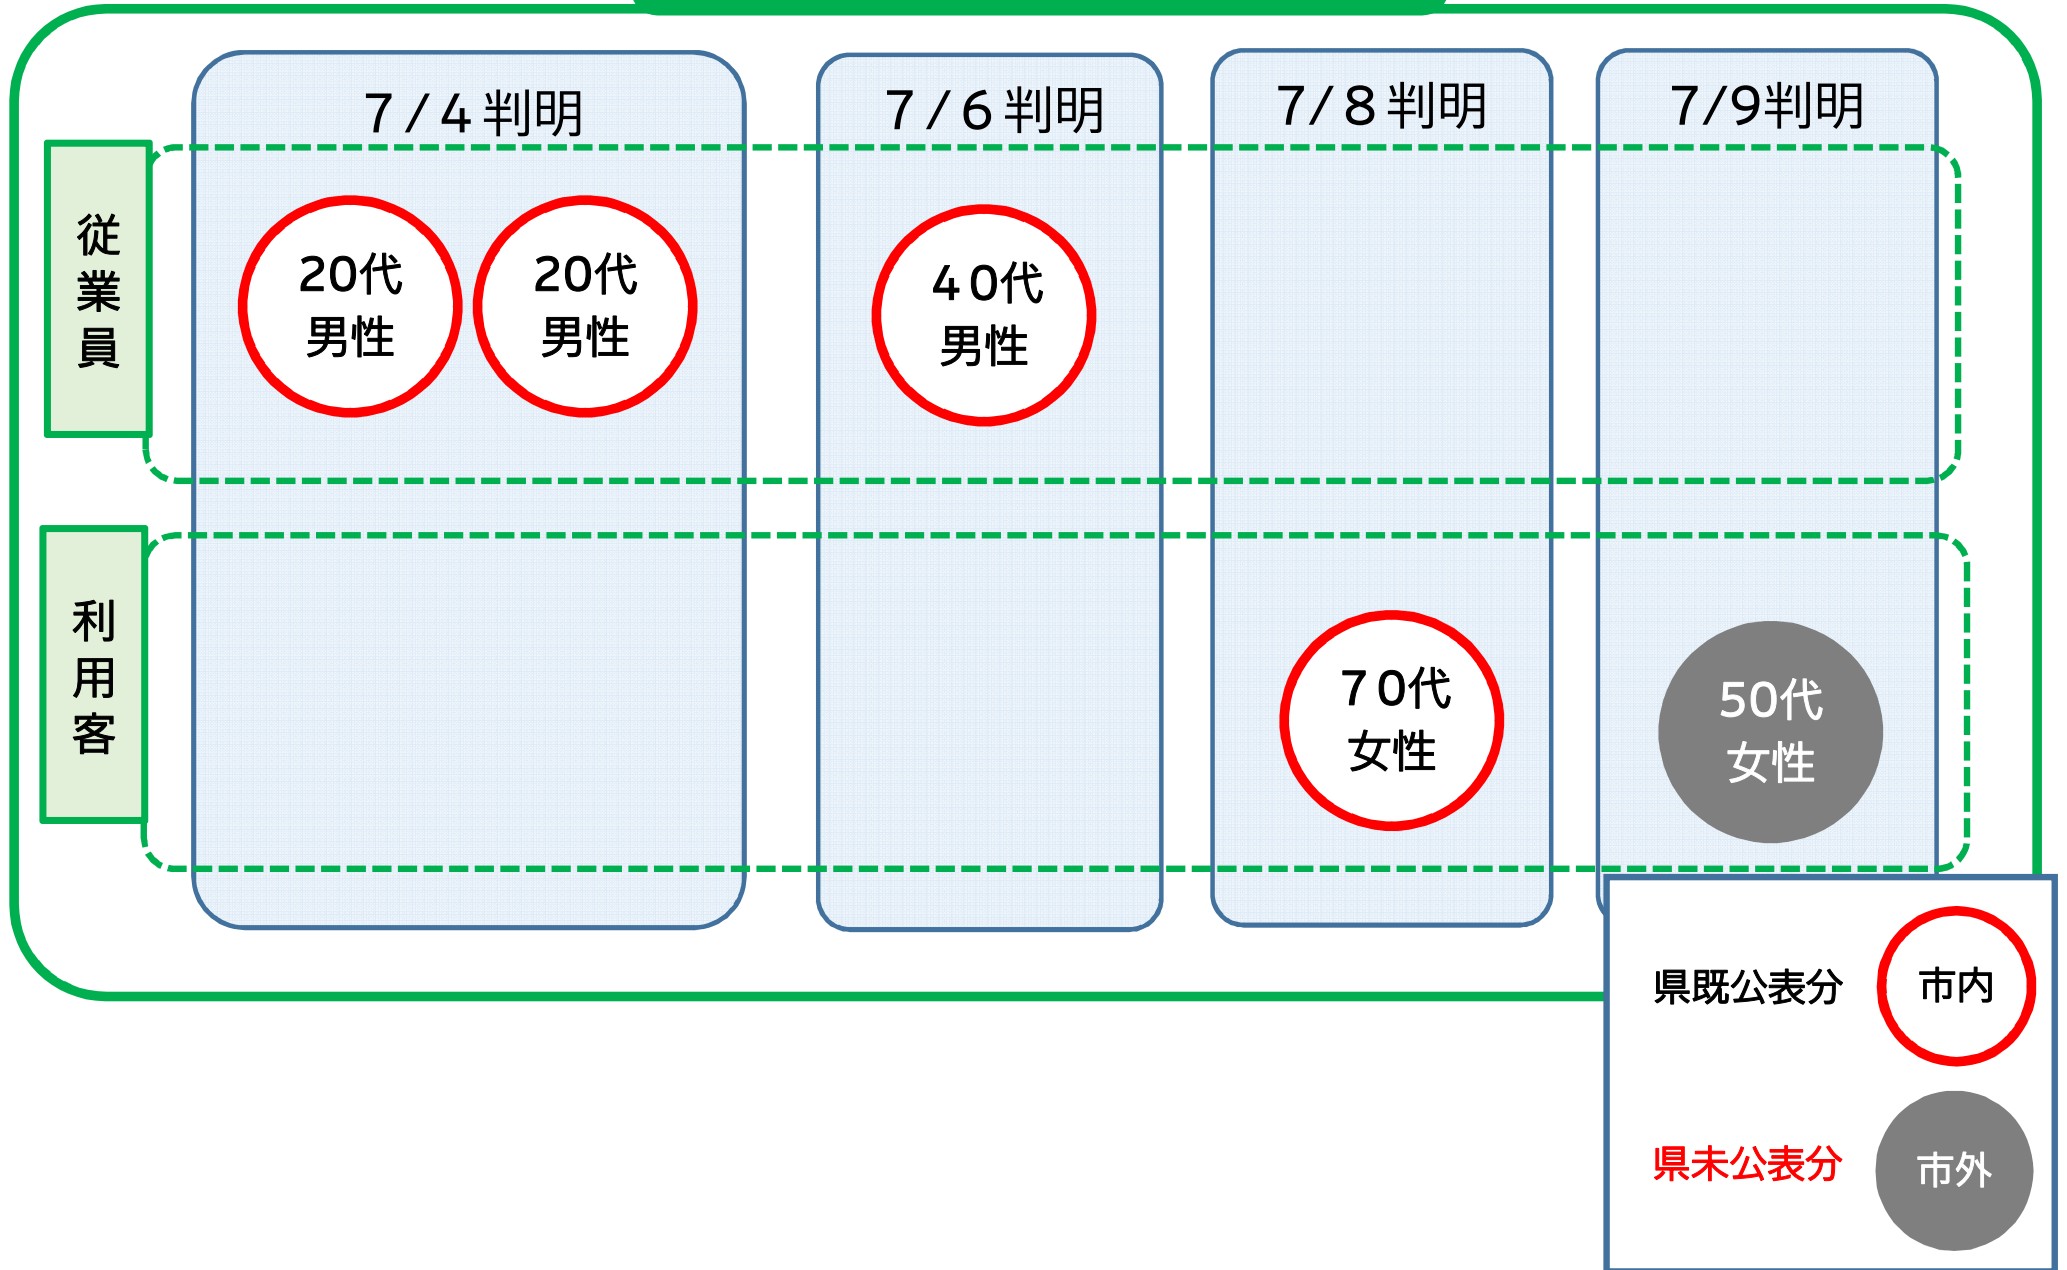 7/4判明
7/6判明
7/8判明
7/9判明
従業員
20代
男性
20代
男性
40代
男性
利用客
70代
女性
50代
女性
県既公表分
市内
県未公表分
市外